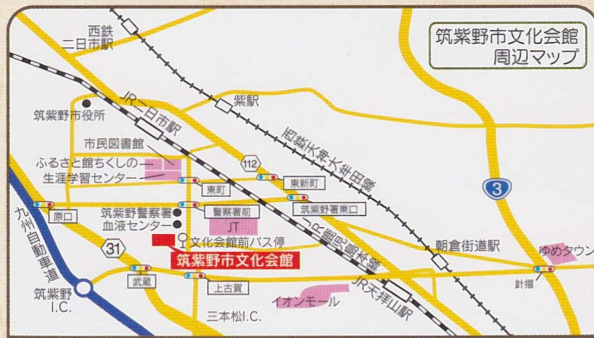 筑紫野市文化会館
周辺マップ
西鉄
二日市駅
JR二日市駅
紫駅
筑紫野市役所
市民図書館
ふるさと館ちくしの
生涯学習センター
112
西鉄天神大牟田線
3
東町
東新町
原口
筑紫野警察署
血液センター
警察署前
筑紫野署東口
JT
JR鹿児島本線
九州自動車道
31
文化会館前バス停
筑紫野市文化会館
朝倉街道駅
ゆめタウン
武蔵
上古賀
JR天拝山駅
針摺
筑紫野
I.C.
イオンモール
三本松I.C.